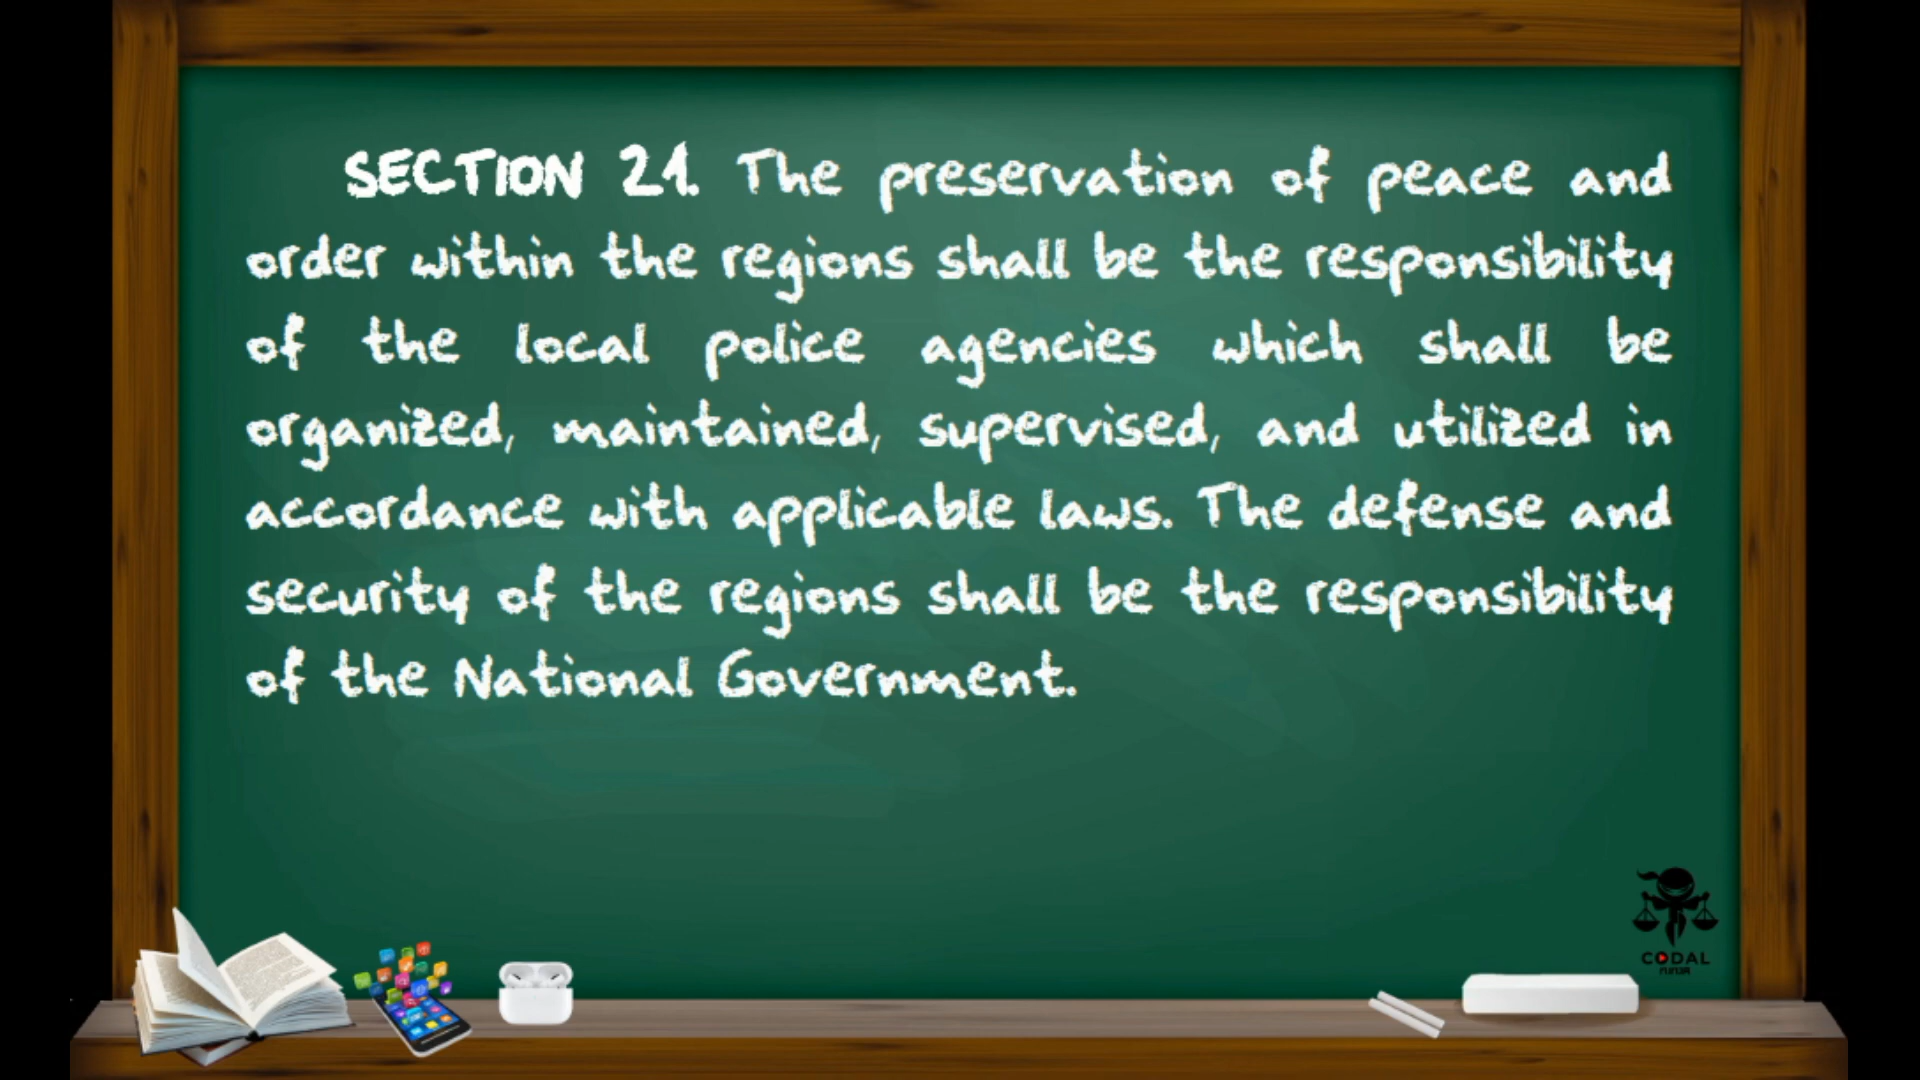 SECTION 21. The preservation of peace and
order within the regions shall be the responsibility
of the local police agencies which shall be
organized, maintained, supervised, and utilized in
accordance with applicable laws. The defense and
security of the regions shall be the responsibility
of the National Government.
CODAL
NINJA